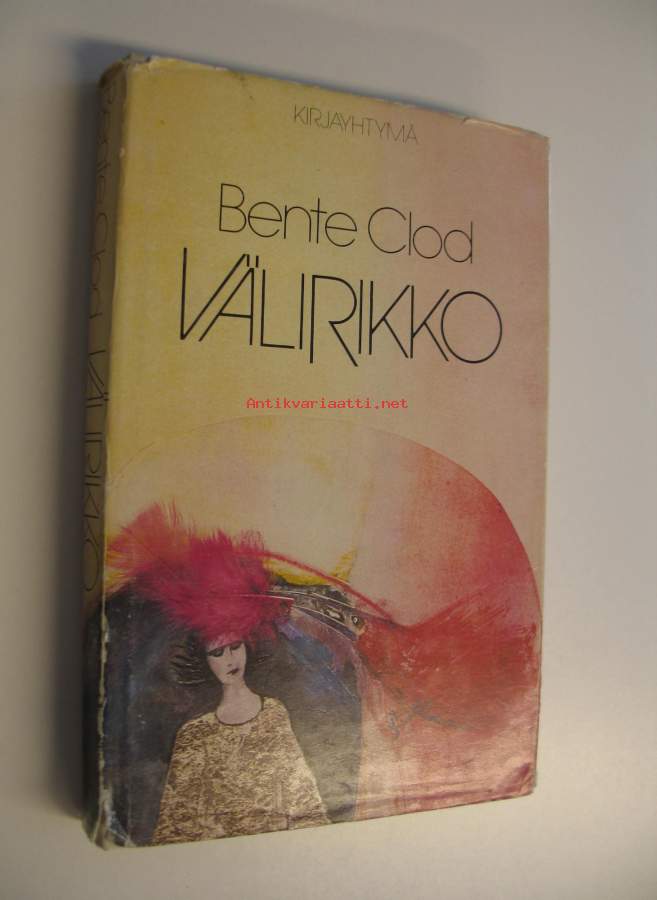 KIRJAYHTYMÄ
Bente Clod
VÄLIRIKKO
Antikvariaatti.net
Bente Clod VÄLIRIKKO